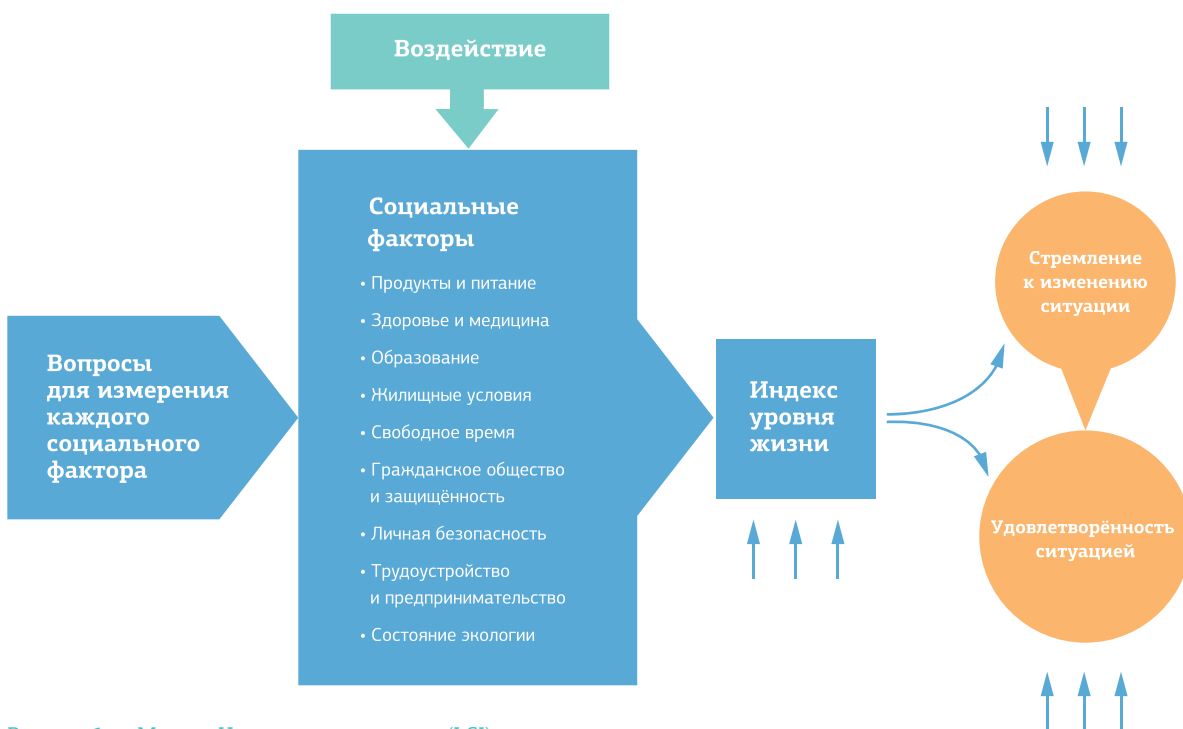 Воздействие
Социальные
факторы
• Продукты и питание
• Здоровье и медицина
• Образование
• Жилищные условия
• Свободное время
• Гражданское общество
и защищённость
• Личная безопасность
• Трудоустройство
и предпринимательство
• Состояние экологии
Вопросы
для измерения
каждого
социального
фактора
Индекс
уровня
жизни
Стремление
к изменению
ситуации
Удовлетворённость
ситуацией
(LCI)